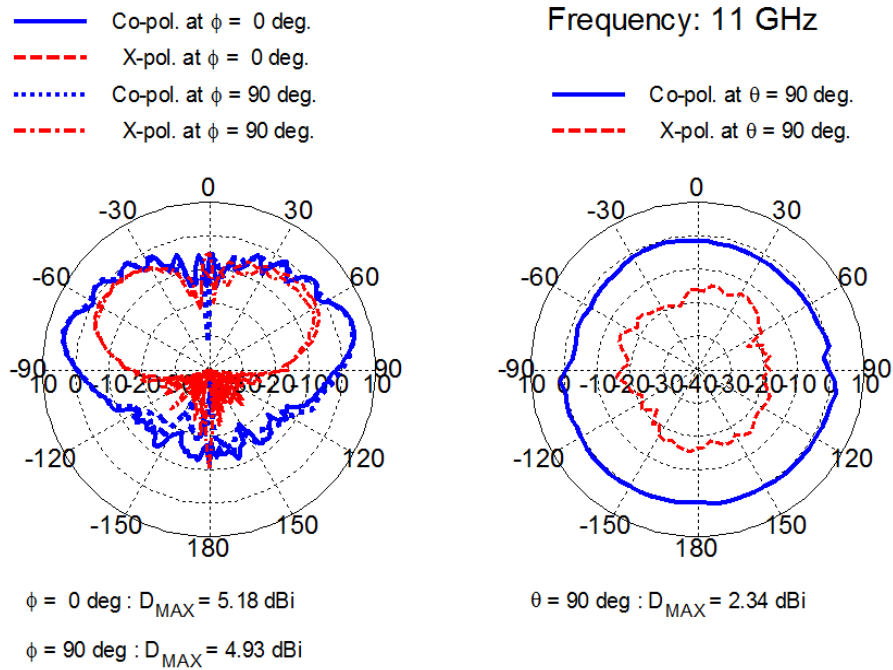 Co-pol. at ϕ = 0 deg.
X-pol. at ϕ = 0 deg.
Co-pol. at ϕ = 90 deg.
X-pol. at ϕ = 90 deg.
Frequency: 11 GHz
Co-pol. at θ = 90 deg.
X-pol. at θ = 90 deg.
0
-30 30
-60 60
-90 90
10 0 -10 -20 -20 -10 0 10
-120 120
-150 150
180
0
-30 30
-60 60
-90 90
10 0 -10 -20 -30 -40 -30 -20 -10 0 10
-120 120
-150 150
180
ϕ = 0 deg : D_MAX = 5.18 dBi
ϕ = 90 deg : D_MAX = 4.93 dBi
θ = 90 deg : D_MAX = 2.34 dBi